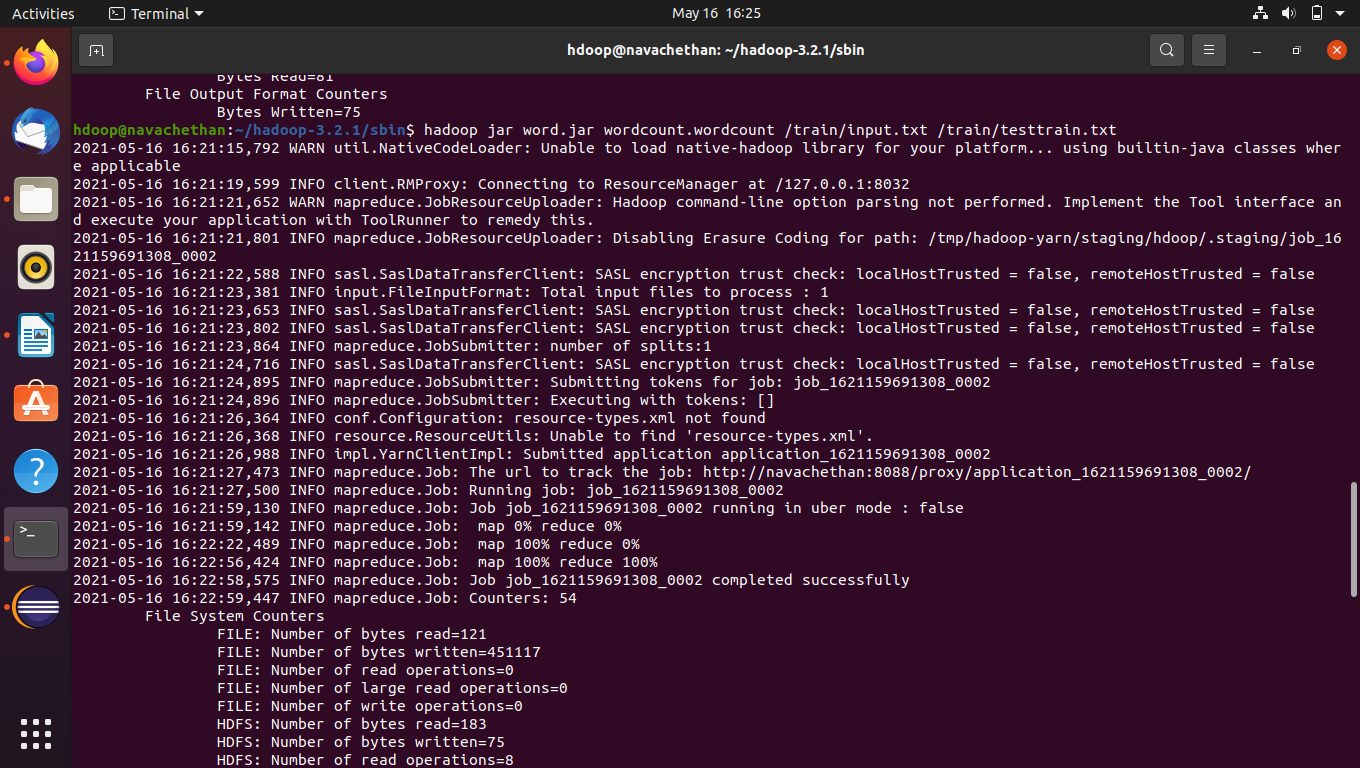 Activities Terminal May 16 16:25
hdoop@navachethan: ~/hadoop-3.2.1/sbin
Bytes Read=81
File Output Format Counters
Bytes Written=75
hdoop@navachethan:~/hadoop-3.2.1/sbin$ hadoop jar word.jar wordcount.wordcount /train/input.txt /train/testtrain.txt
2021-05-16 16:21:15,792 WARN util.NativeCodeLoader: Unable to load native-hadoop library for your platform... using builtin-java classes wher
e applicable
2021-05-16 16:21:19,599 INFO client.RMProxy: Connecting to ResourceManager at /127.0.0.1:8032
2021-05-16 16:21:21,652 WARN mapreduce.JobResourceUploader: Hadoop command-line option parsing not performed. Implement the Tool interface an
d execute your application with ToolRunner to remedy this.
2021-05-16 16:21:21,801 INFO mapreduce.JobResourceUploader: Disabling Erasure Coding for path: /tmp/hadoop-yarn/staging/hdoop/.staging/job_16
21159691308_0002
2021-05-16 16:21:22,588 INFO sasl.SaslDataTransferClient: SASL encryption trust check: localHostTrusted = false, remoteHostTrusted = false
2021-05-16 16:21:23,381 INFO input.FileInputFormat: Total input files to process : 1
2021-05-16 16:21:23,653 INFO sasl.SaslDataTransferClient: SASL encryption trust check: localHostTrusted = false, remoteHostTrusted = false
2021-05-16 16:21:23,802 INFO sasl.SaslDataTransferClient: SASL encryption trust check: localHostTrusted = false, remoteHostTrusted = false
2021-05-16 16:21:23,864 INFO mapreduce.JobSubmitter: number of splits:1
2021-05-16 16:21:24,716 INFO sasl.SaslDataTransferClient: SASL encryption trust check: localHostTrusted = false, remoteHostTrusted = false
2021-05-16 16:21:24,895 INFO mapreduce.JobSubmitter: Submitting tokens for job: job_1621159691308_0002
2021-05-16 16:21:24,896 INFO mapreduce.JobSubmitter: Executing with tokens: []
2021-05-16 16:21:26,364 INFO conf.Configuration: resource-types.xml not found
2021-05-16 16:21:26,368 INFO resource.ResourceUtils: Unable to find 'resource-types.xml'.
2021-05-16 16:21:26,988 INFO impl.YarnClientImpl: Submitted application application_1621159691308_0002
2021-05-16 16:21:27,473 INFO mapreduce.Job: The url to track the job: http://navachethan:8088/proxy/application_1621159691308_0002/
2021-05-16 16:21:27,500 INFO mapreduce.Job: Running job: job_1621159691308_0002
2021-05-16 16:21:59,130 INFO mapreduce.Job: Job job_1621159691308_0002 running in uber mode : false
2021-05-16 16:21:59,142 INFO mapreduce.Job:  map 0% reduce 0%
2021-05-16 16:22:22,489 INFO mapreduce.Job:  map 100% reduce 0%
2021-05-16 16:22:56,424 INFO mapreduce.Job:  map 100% reduce 100%
2021-05-16 16:22:58,575 INFO mapreduce.Job: Job job_1621159691308_0002 completed successfully
2021-05-16 16:22:59,447 INFO mapreduce.Job: Counters: 54
File System Counters
FILE: Number of bytes read=121
FILE: Number of bytes written=451117
FILE: Number of read operations=0
FILE: Number of large read operations=0
FILE: Number of write operations=0
HDFS: Number of bytes read=183
HDFS: Number of bytes written=75
HDFS: Number of read operations=8